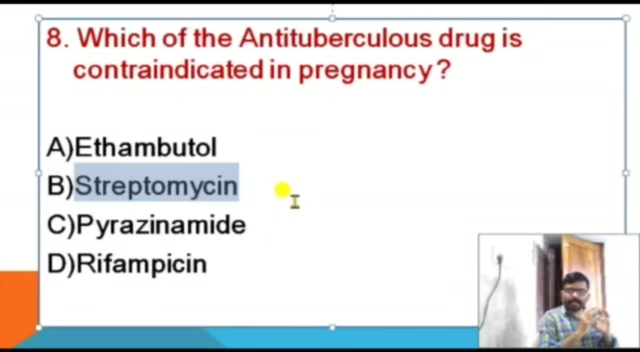 8. Which of the Antituberculous drug is
contraindicated in pregnancy ?
A)Ethambutol
B)Streptomycin
C)Pyrazinamide
D)Rifampicin